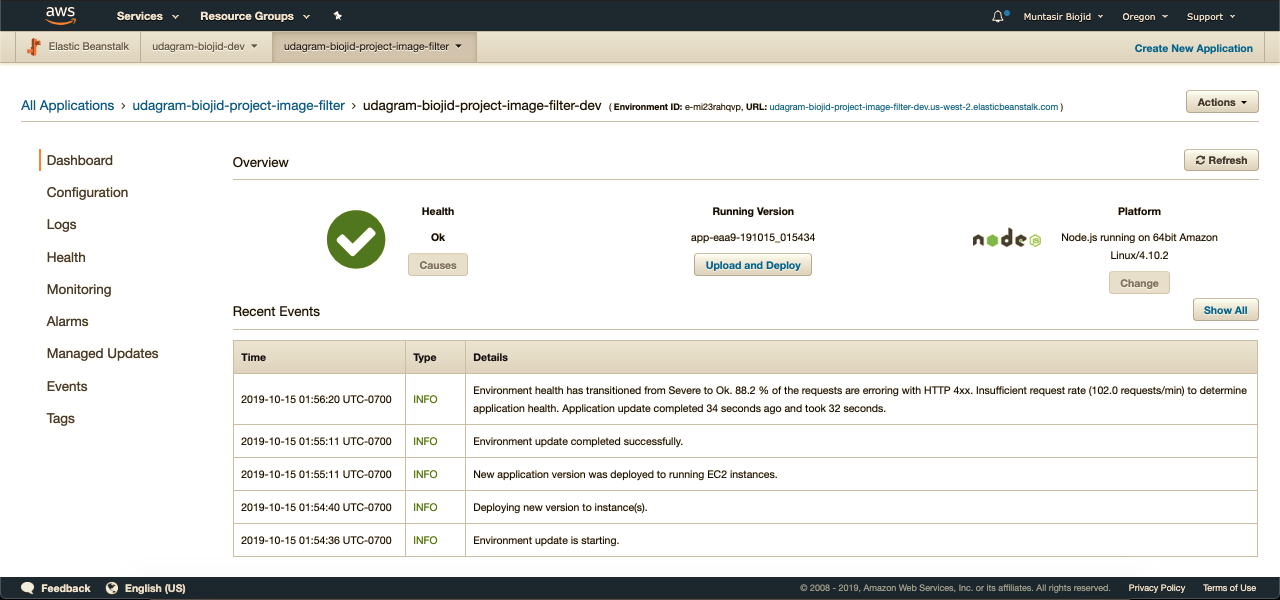 aws Services Resource Groups Muntasir Biojid Oregon Support
Elastic Beanstalk udagram-biojid-dev udagram-biojid-project-image-filter Create New Application
All Applications › udagram-biojid-project-image-filter › udagram-biojid-project-image-filter-dev ( Environment ID: e-mi23rahqvp, URL: udagram-biojid-project-image-filter-dev.us-west-2.elasticbeanstalk.com )
Actions
Dashboard
Configuration
Logs
Health
Monitoring
Alarms
Managed Updates
Events
Tags
Overview
Refresh
Health
Ok
Causes
Running Version
app-eaa9-191015_015434
Upload and Deploy
node js
Platform
Node.js running on 64bit Amazon
Linux/4.10.2
Change
Recent Events
Show All
Time Type Details
2019-10-15 01:56:20 UTC-0700 INFO Environment health has transitioned from Severe to Ok. 88.2 % of the requests are erroring with HTTP 4xx. Insufficient request rate (102.0 requests/min) to determine
application health. Application update completed 34 seconds ago and took 32 seconds.
2019-10-15 01:55:11 UTC-0700 INFO Environment update completed successfully.
2019-10-15 01:55:11 UTC-0700 INFO New application version was deployed to running EC2 instances.
2019-10-15 01:54:40 UTC-0700 INFO Deploying new version to instance(s).
2019-10-15 01:54:36 UTC-0700 INFO Environment update is starting.
Feedback English (US) © 2008 - 2019, Amazon Web Services, Inc. or its affiliates. All rights reserved. Privacy Policy Terms of Use